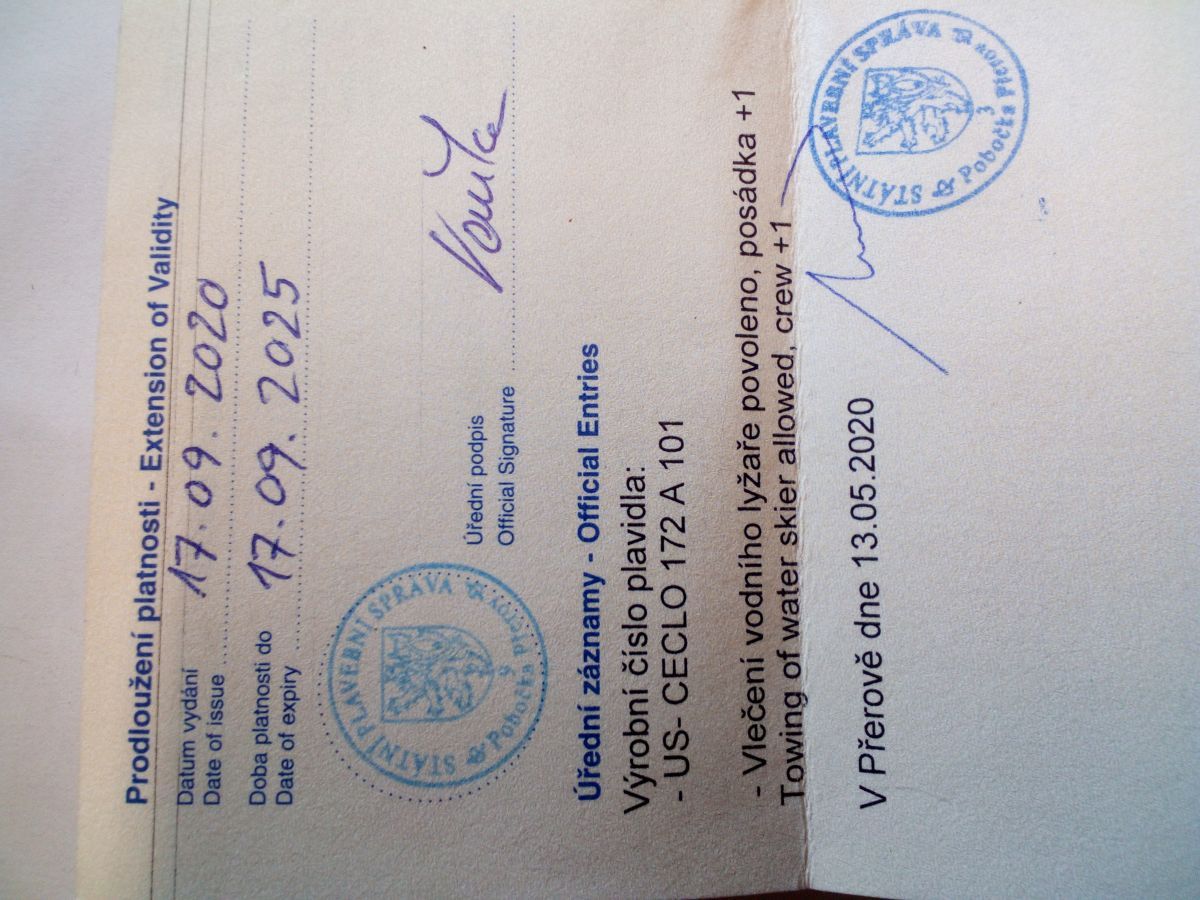 Prodloužení platnosti - Extension of Validity
Datum vydání
Date of issue 17.09.2020
Doba platnosti do
Date of expiry 17.09.2025
STÁTNÍ PLAVEBNÍ SPRÁVA
Pobočka Přerov
9
Úřední podpis
Official Signature
Úřední záznamy - Official Entries
Výrobní číslo plavidla:
- US- CECLO 172 A 101
- Vlečení vodního lyžaře povoleno, posádka +1
Towing of water skier allowed, crew +1
V Přerově dne 13.05.2020
STÁTNÍ PLAVEBNÍ SPRÁVA
Pobočka Přerov
3